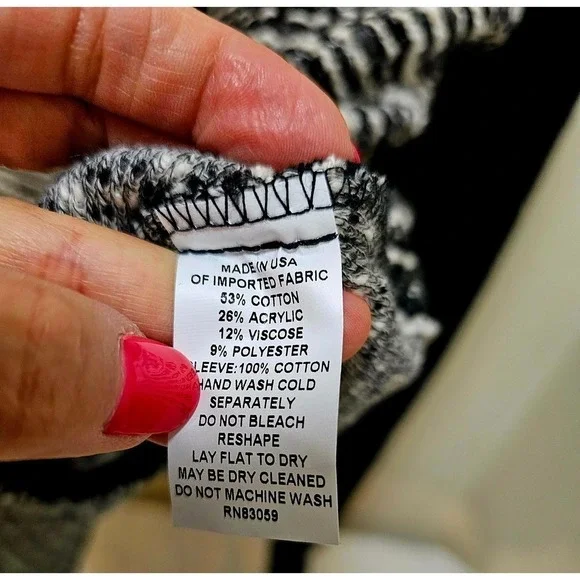 MADE IN USA
OF IMPORTED FABRIC
53% COTTON
26% ACRYLIC
12% VISCOSE
9% POLYESTER
LEEVE:100% COTTON
HAND WASH COLD
SEPARATELY
DO NOT BLEACH
RESHAPE
LAY FLAT TO DRY
MAY BE DRY CLEANED
DO NOT MACHINE WASH
RN83059